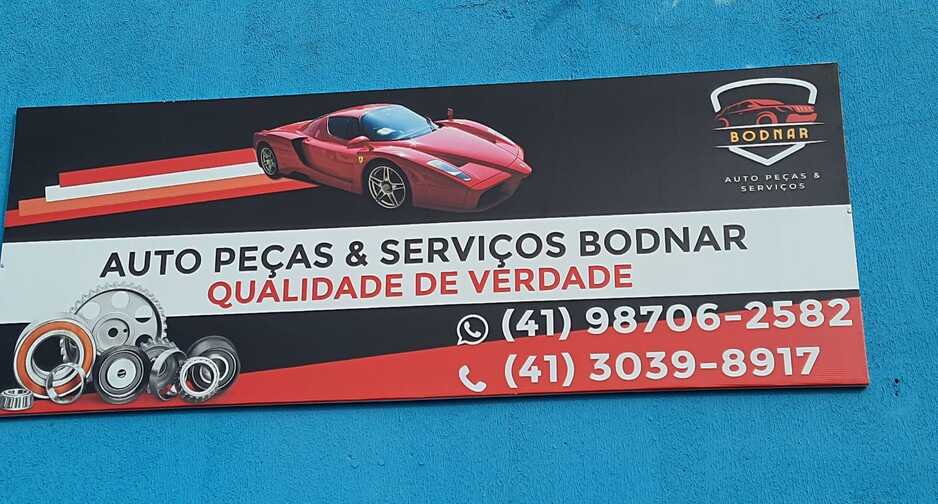 BODNAR
AUTO PEÇAS &
SERVIÇOS
AUTO PEÇAS & SERVIÇOS BODNAR
QUALIDADE DE VERDADE
(41) 98706-2582
(41) 3039-8917